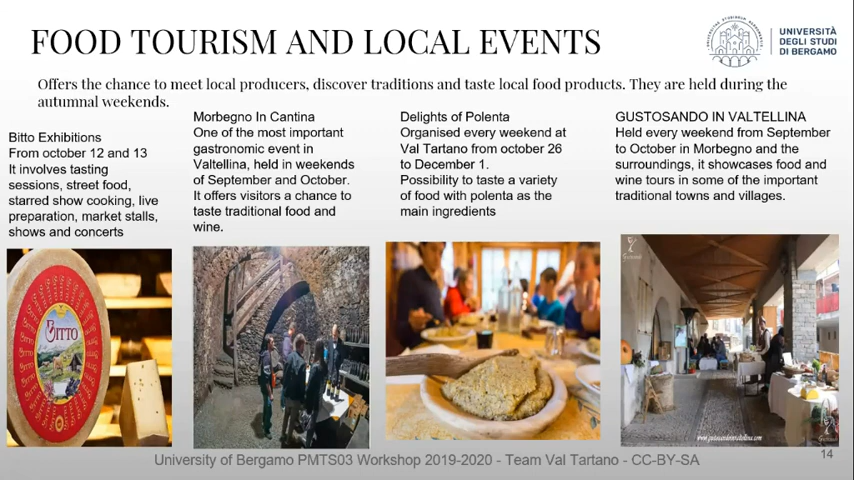 FOOD TOURISM AND LOCAL EVENTS
UNIVERSITÀ
DEGLI STUDI
DI BERGAMO
Offers the chance to meet local producers, discover traditions and taste local food products. They are held during the
autumnal weekends.
Bitto Exhibitions
From october 12 and 13
It involves tasting
sessions, street food,
starred show cooking, live
preparation, market stalls,
shows and concerts
Morbegno In Cantina
One of the most important
gastronomic event in
Valtellina, held in weekends
of September and October.
It offers visitors a chance to
taste traditional food and
wine.
Delights of Polenta
Organised every weekend at
Val Tartano from october 26
to December 1.
Possibility to taste a variety
of food with polenta as the
main ingredients
GUSTOSANDO IN VALTELLINA
Held every weekend from September
to October in Morbegno and the
surroundings, it showcases food and
wine tours in some of the important
traditional towns and villages.
BITTO
www.gustosandovaltellina.com
University of Bergamo PMTS03 Workshop 2019-2020 - Team Val Tartano - CC-BY-SA
14